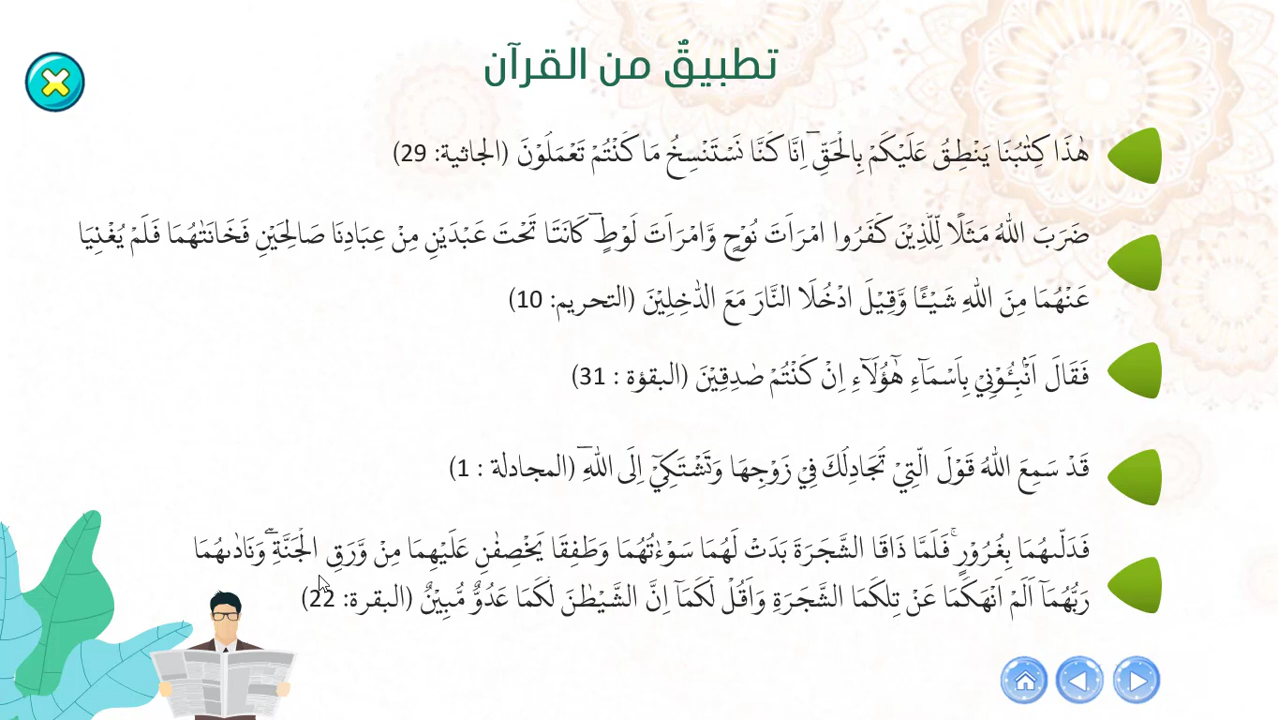 تطبيقٌ من القرآن
هٰذَا كِتٰبُنَا يَنْطِقُ عَلَيْكُمْ بِالْحَقِّ ۗ اِنَّا كُنَّا نَسْتَنْسِخُ مَا كُنْتُمْ تَعْمَلُوْنَ (الجاثية: 29)
ضَرَبَ اللّٰهُ مَثَلًا لِّلَّذِيْنَ كَفَرُوا امْرَاَتَ نُوْحٍ وَّامْرَاَتَ لُوْطٍ ۗ كَانَتَا تَحْتَ عَبْدَيْنِ مِنْ عِبَادِنَا صَالِحَيْنِ فَخَانَتٰهُمَا فَلَمْ يُغْنِيَا
عَنْهُمَا مِنَ اللّٰهِ شَيْـًٔا وَّقِيْلَ ادْخُلَا النَّارَ مَعَ الدّٰخِلِيْنَ (التحريم: 10)
فَقَالَ اَنْۢبِـُٔوْنِيْ بِاَسْمَاۤءِ هٰٓؤُلَاۤءِ اِنْ كُنْتُمْ صٰدِقِيْنَ (البقؤة : 31)
قَدْ سَمِعَ اللّٰهُ قَوْلَ الَّتِيْ تُجَادِلُكَ فِيْ زَوْجِهَا وَتَشْتَكِيْٓ اِلَى اللّٰهِ ۗ (المجادلة : 1)
فَدَلّٰىهُمَا بِغُرُوْرٍ ۚ فَلَمَّا ذَاقَا الشَّجَرَةَ بَدَتْ لَهُمَا سَوْءٰتُهُمَا وَطَفِقَا يَخْصِفٰنِ عَلَيْهِمَا مِنْ وَّرَقِ الْجَنَّةِ ۗ وَنَادٰىهُمَا
رَبُّهُمَآ اَلَمْ اَنْهَكُمَا عَنْ تِلْكُمَا الشَّجَرَةِ وَاَقُلْ لَّكُمَآ اِنَّ الشَّيْطٰنَ لَكُمَا عَدُوٌّ مُّبِيْنٌ (البقرة: 22)